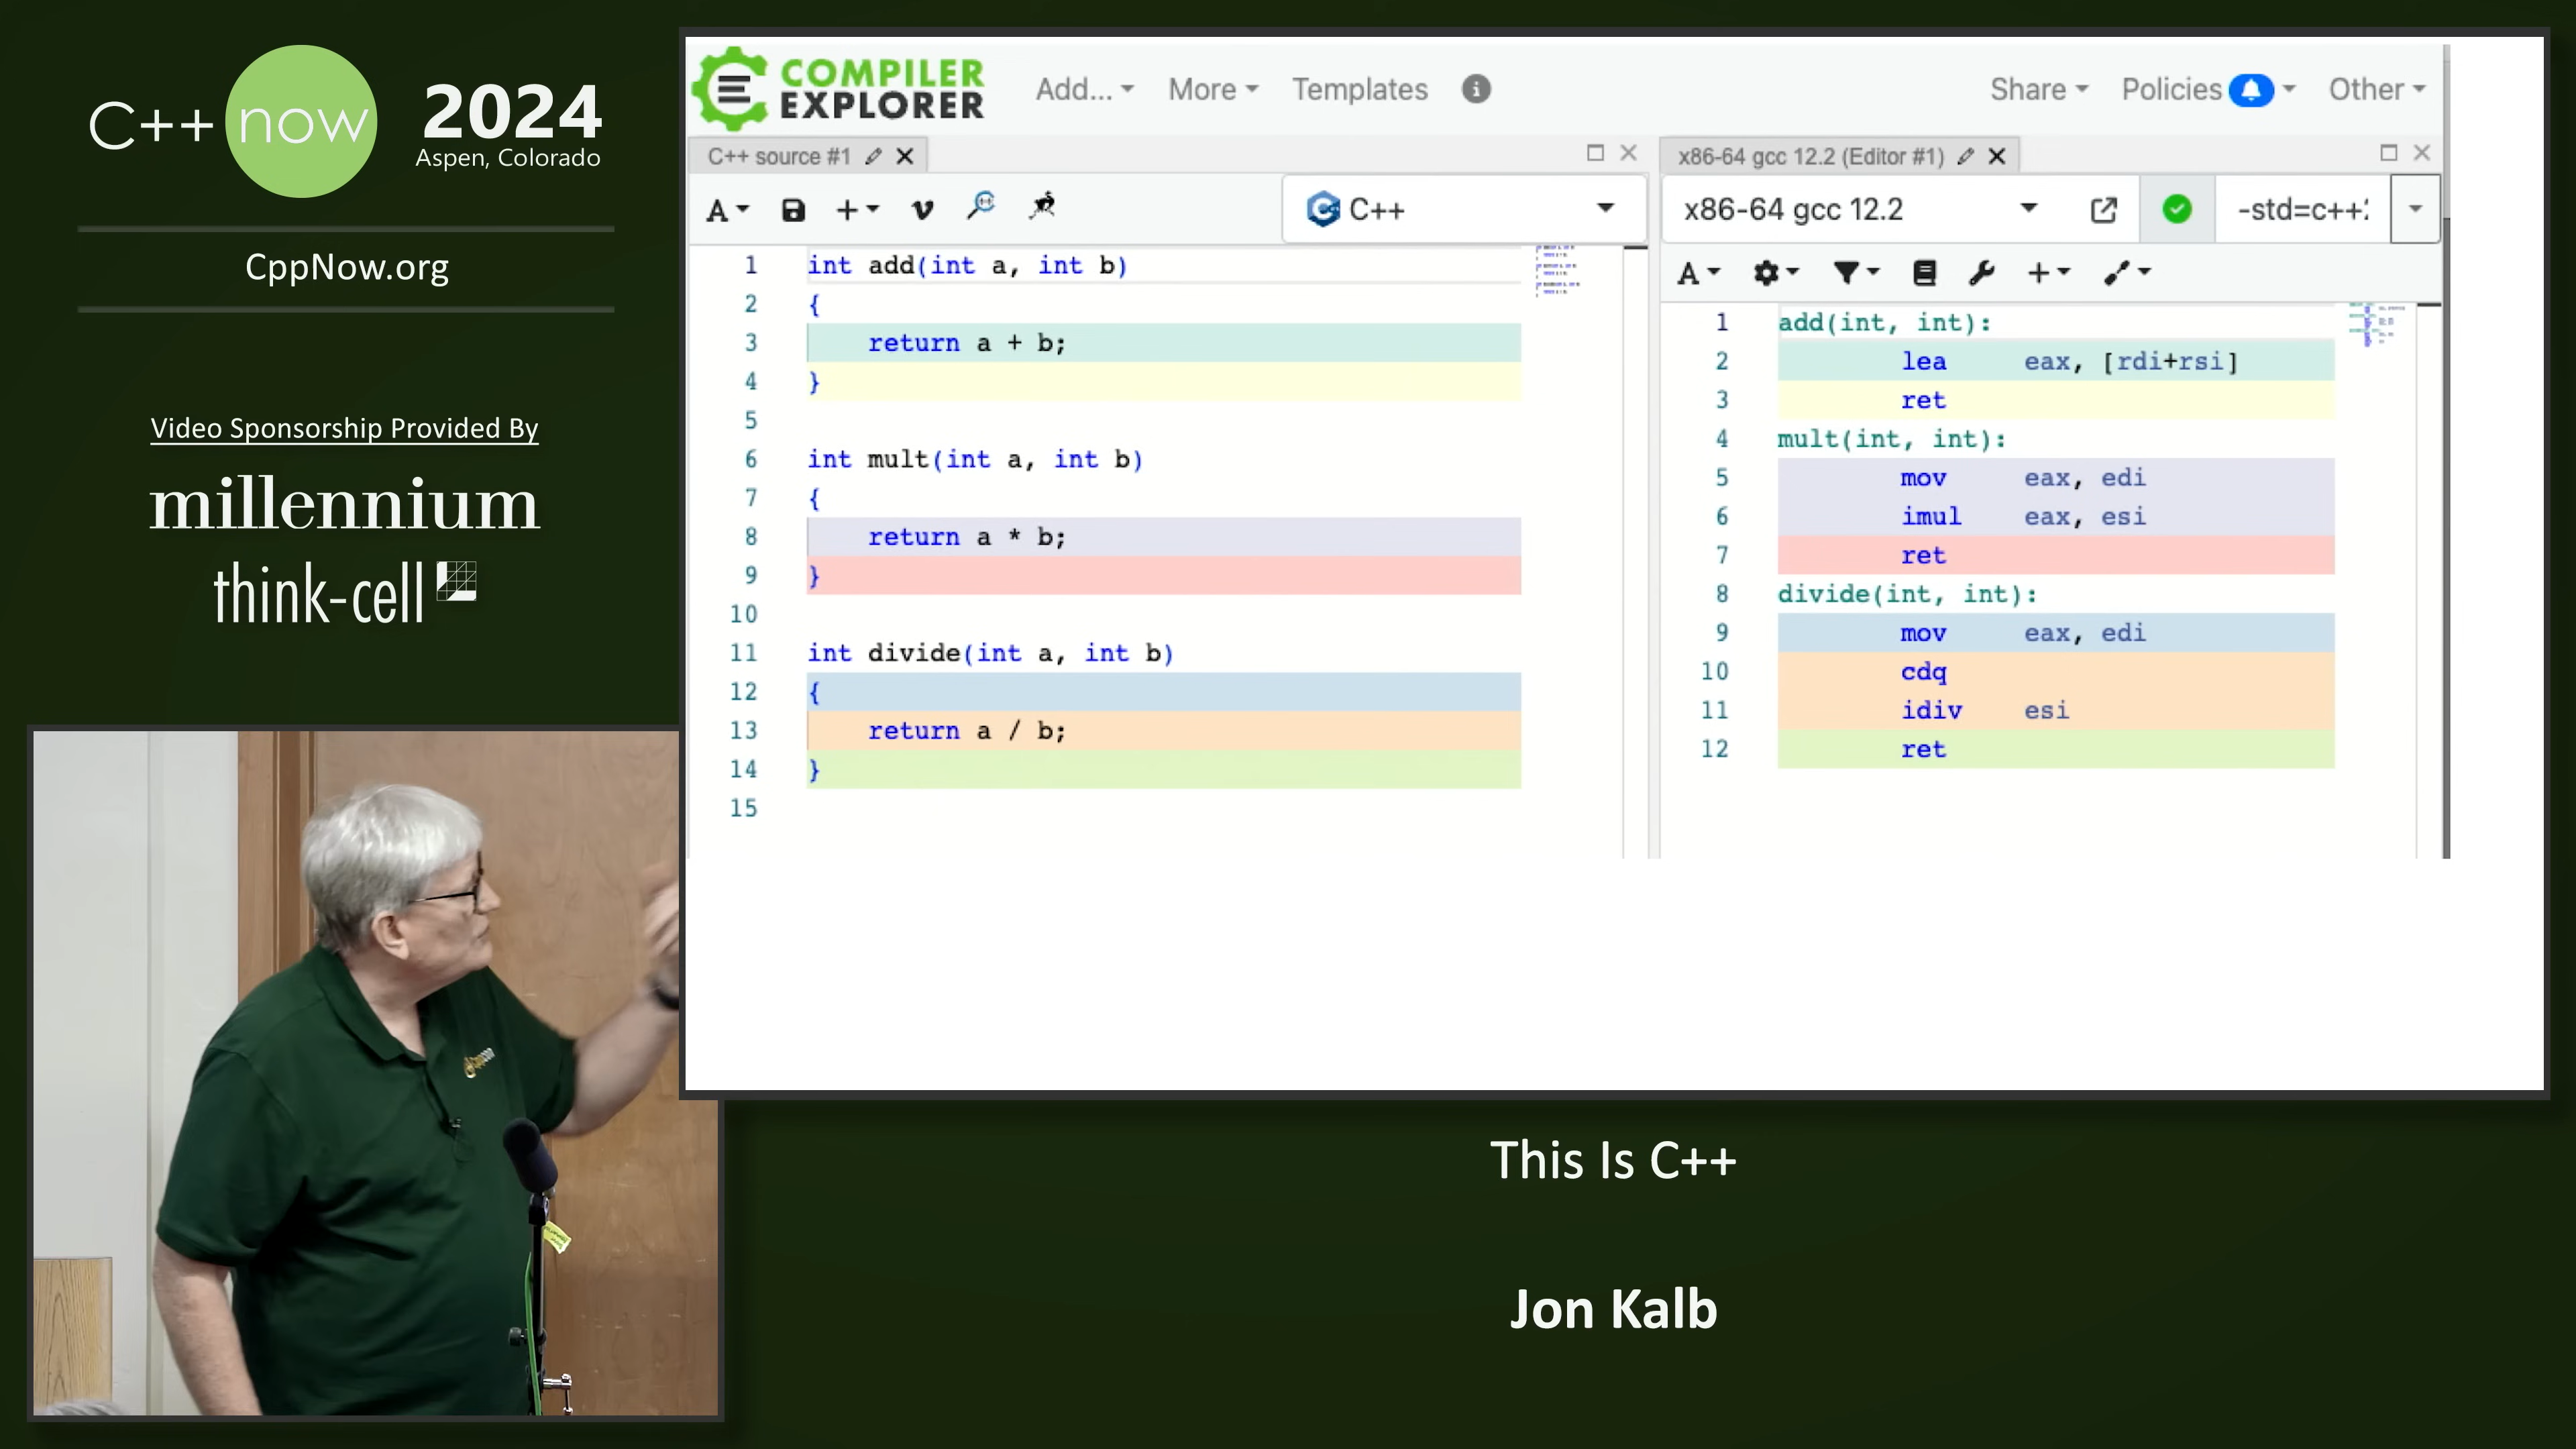 C++ now 2024
Aspen, Colorado
CppNow.org
Video Sponsorship Provided By
millennium
think-cell
COMPILER
EXPLORER
Add... More Templates
Share Policies Other
C++ source #1
A C++
1 int add(int a, int b)
2 {
3 return a + b;
4 }
5
6 int mult(int a, int b)
7 {
8 return a * b;
9 }
10
11 int divide(int a, int b)
12 {
13 return a / b;
14 }
15
x86-64 gcc 12.2 (Editor #1)
x86-64 gcc 12.2 -std=c++
A
1 add(int, int):
2 lea eax, [rdi+rsi]
3 ret
4 mult(int, int):
5 mov eax, edi
6 imul eax, esi
7 ret
8 divide(int, int):
9 mov eax, edi
10 cdq
11 idiv esi
12 ret
This Is C++
Jon Kalb